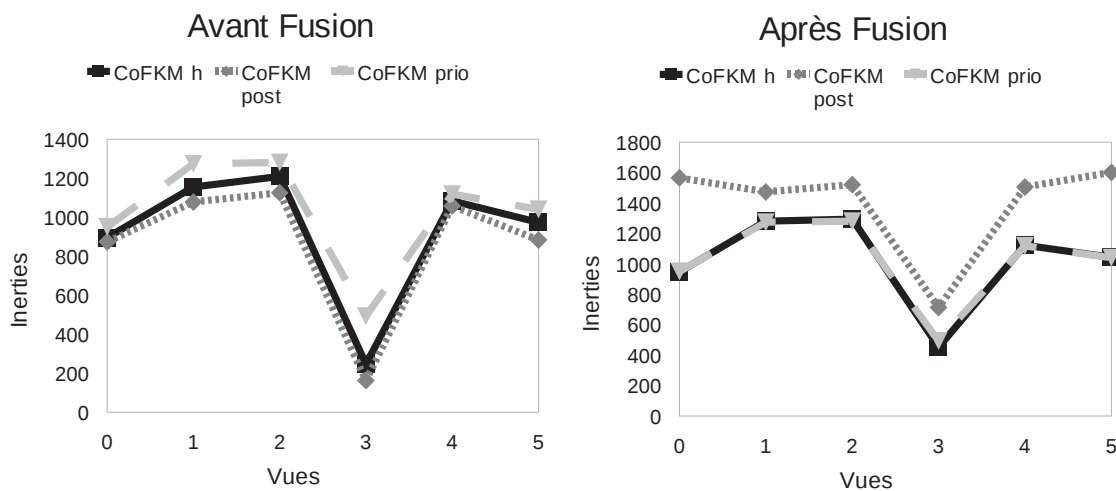 Avant Fusion
CoFKM h
CoFKM post
CoFKM prio
1400
1200
1000
800
600
400
200
0
Inerties
0 1 2 3 4 5
Vues
Après Fusion
CoFKM h
CoFKM post
CoFKM prio
1800
1600
1400
1200
1000
800
600
400
200
0
Inerties
0 1 2 3 4 5
Vues